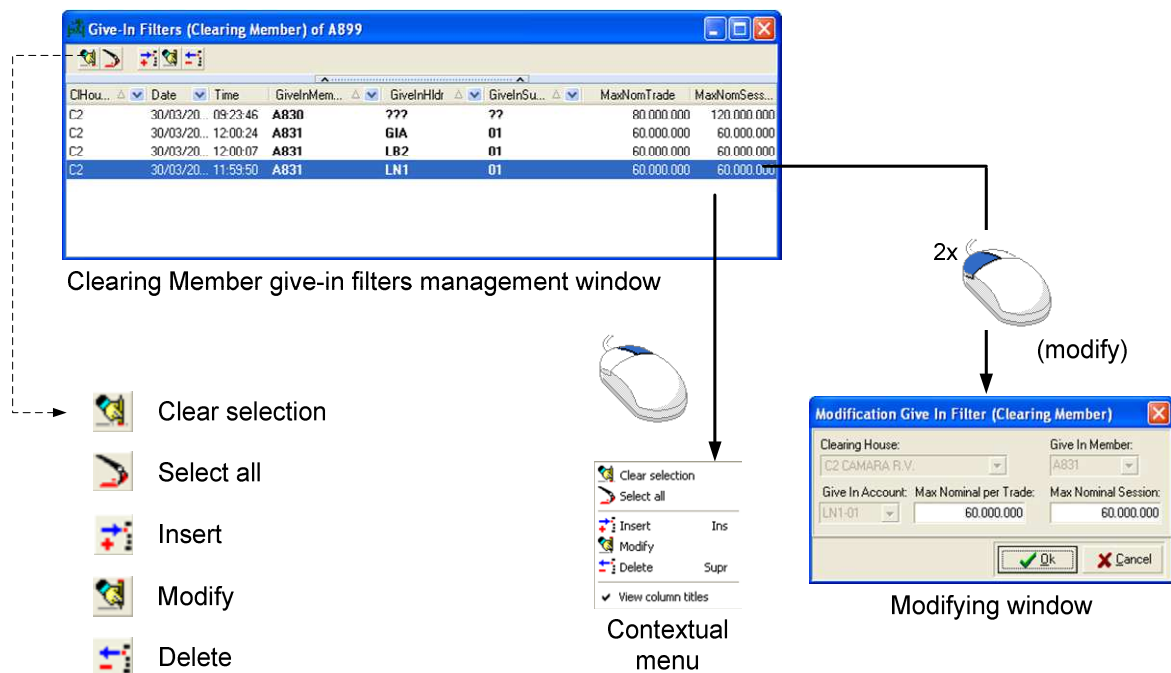 Give-In Filters (Clearing Member) of A899
ClHou... Date Time GiveInMem... GiveInHldr GiveInSu... MaxNomTrade MaxNomSess...
C2 30/03/20... 09:23:46 A830 ??? ?? 80.000.000 120.000.000
C2 30/03/20... 12:00:24 A831 GIA 01 60.000.000 60.000.000
C2 30/03/20... 12:00:07 A831 LB2 01 60.000.000 60.000.000
C2 30/03/20... 11:59:50 A831 LN1 01 60.000.000 60.000.000
Clearing Member give-in filters management window
2x
(modify)
Clear selection
Select all
Insert
Modify
Delete
Clear selection
Select all
Insert Ins
Modify
Delete Supr
View column titles
Contextual
menu
Modification Give In Filter (Clearing Member)
Clearing House: Give In Member:
C2 CAMARA R.V. A831
Give In Account: Max Nominal per Trade: Max Nominal Session:
LN1-01 60.000.000 60.000.000
Ok Cancel
Modifying window